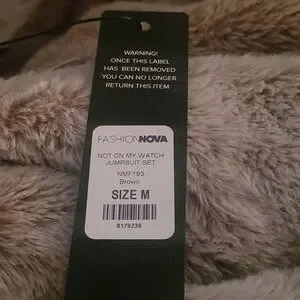 WARNING!
ONCE THIS LABEL
HAS BEEN REMOVED
YOU CAN NO LONGER
RETURN THIS ITEM
FASHIONNOVA
NOT ON MY WATCH
JUMPSUIT SET
NMF193
Brown
SIZE M
8179236